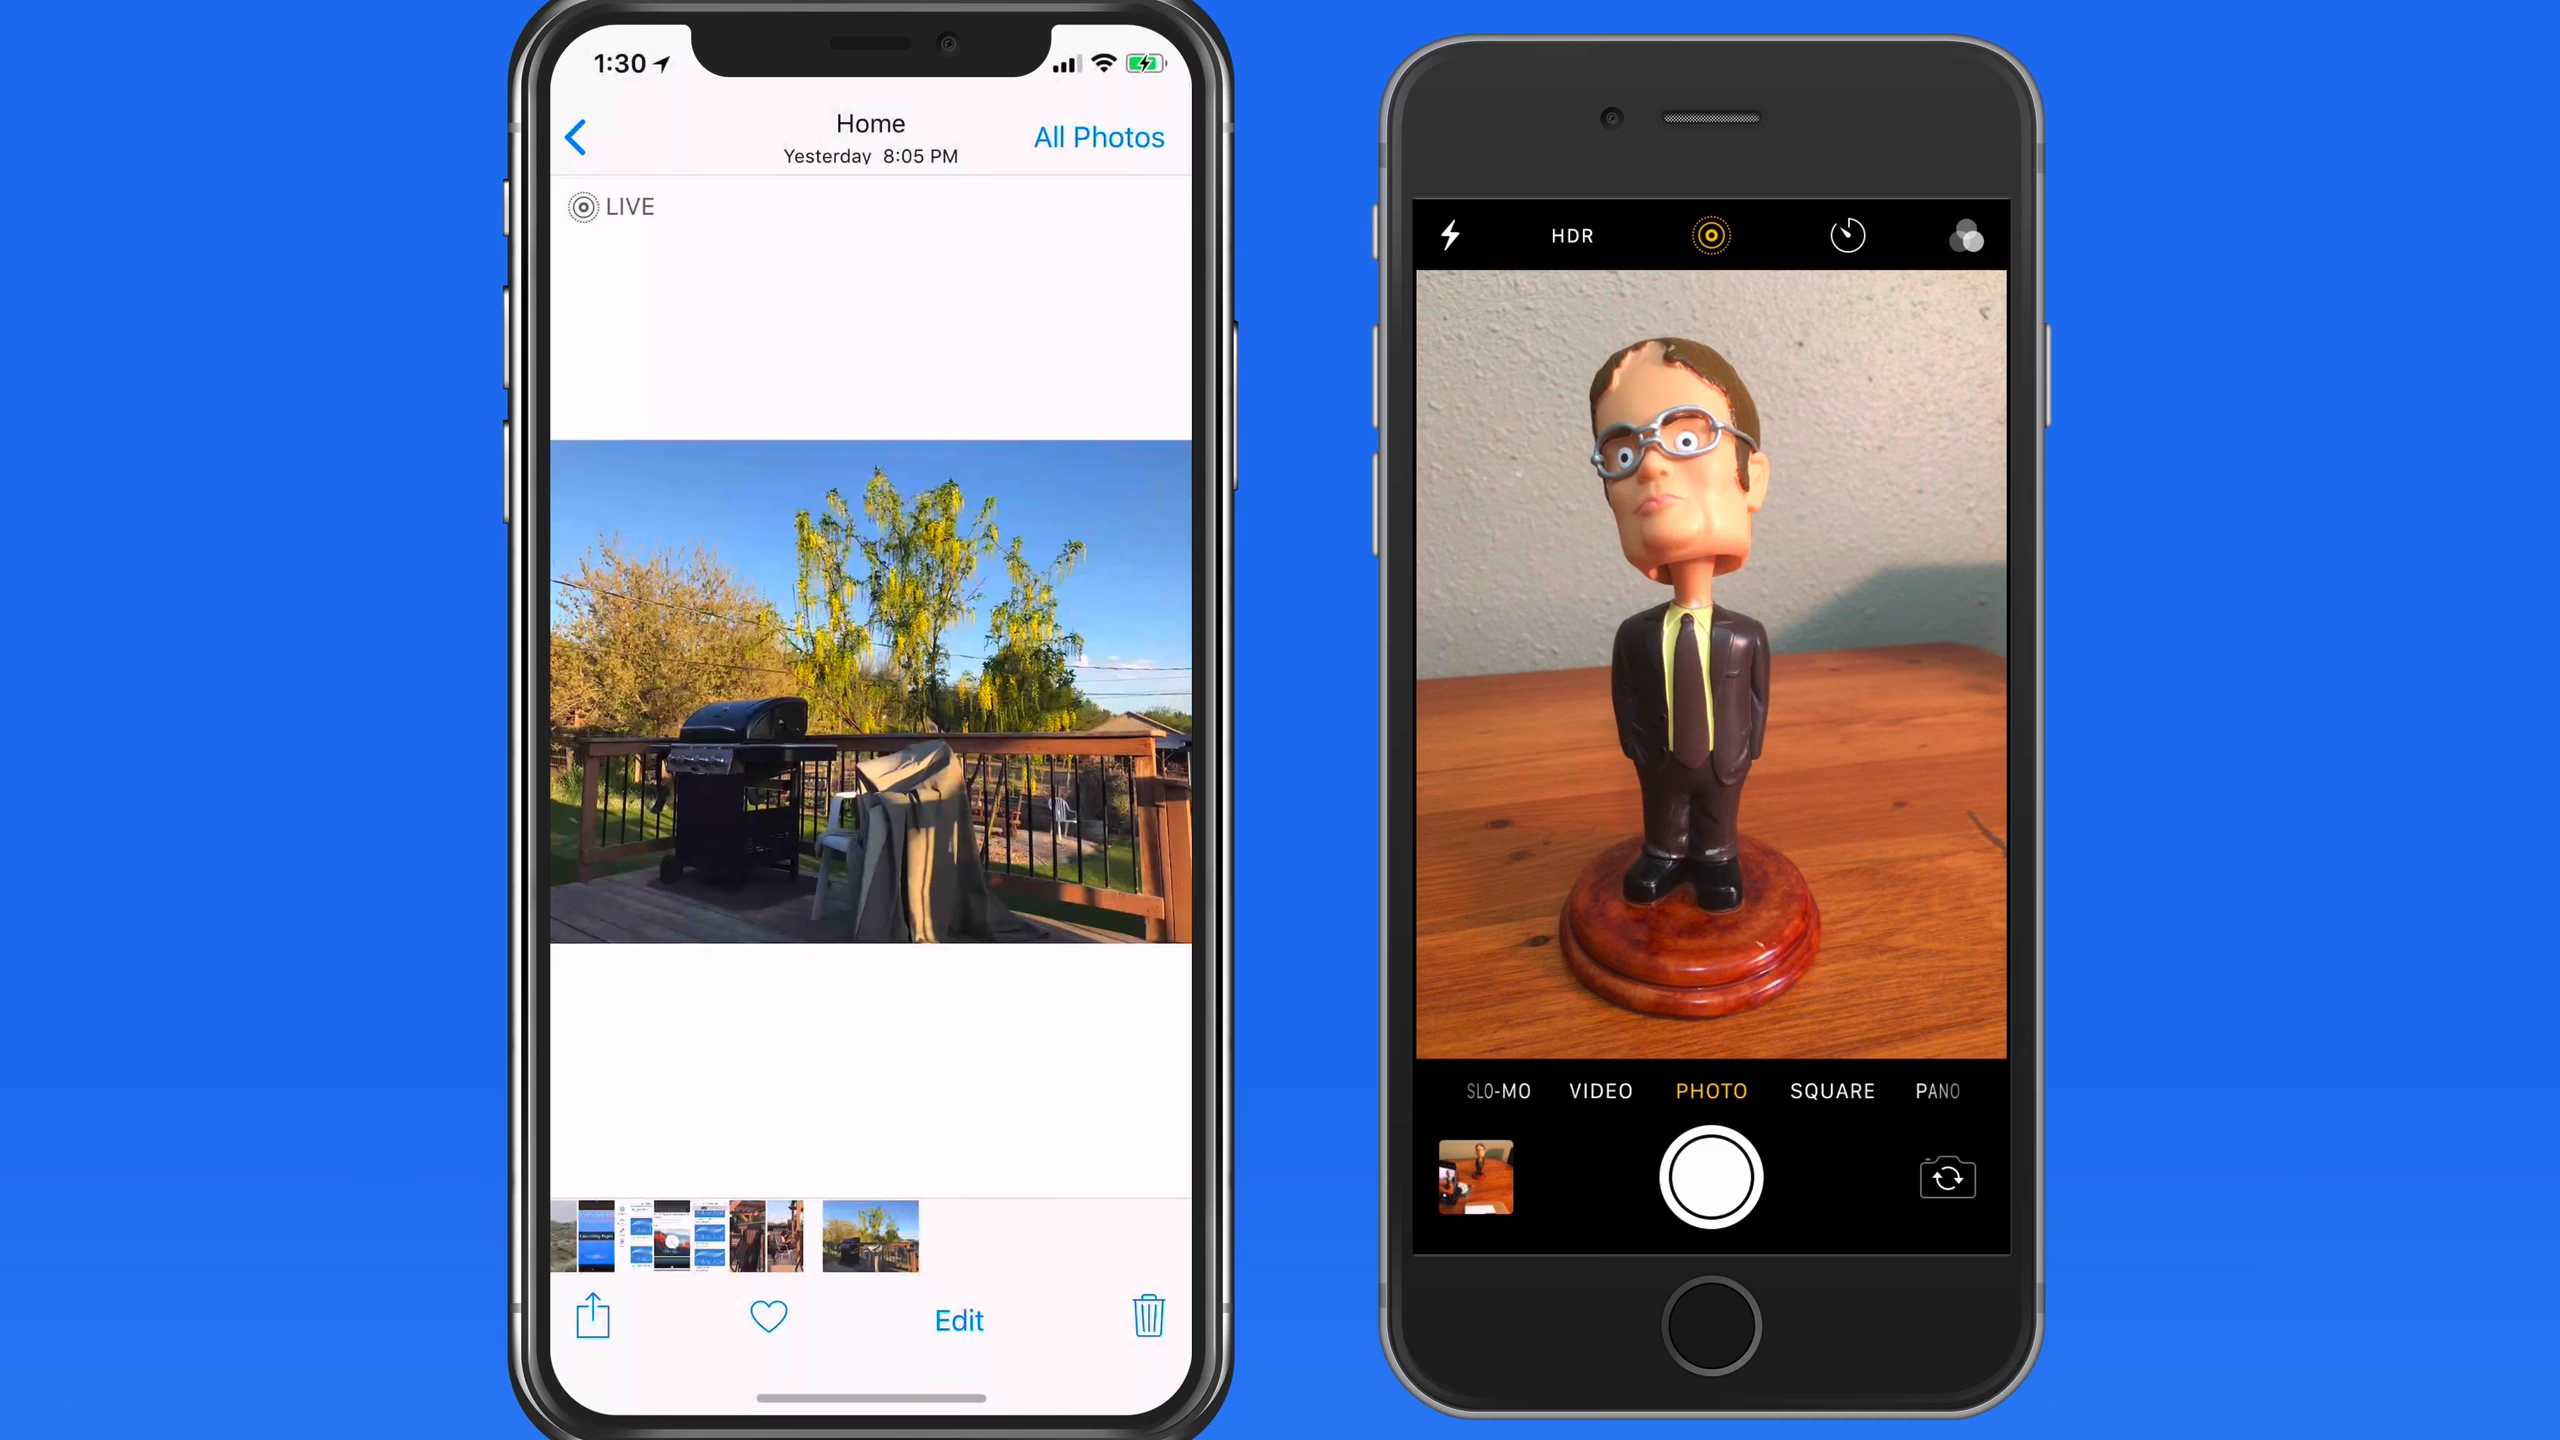 1:30
Home
Yesterday 8:05 PM
All Photos
LIVE
Edit
HDR
SLO-MO
VIDEO
PHOTO
SQUARE
PANO